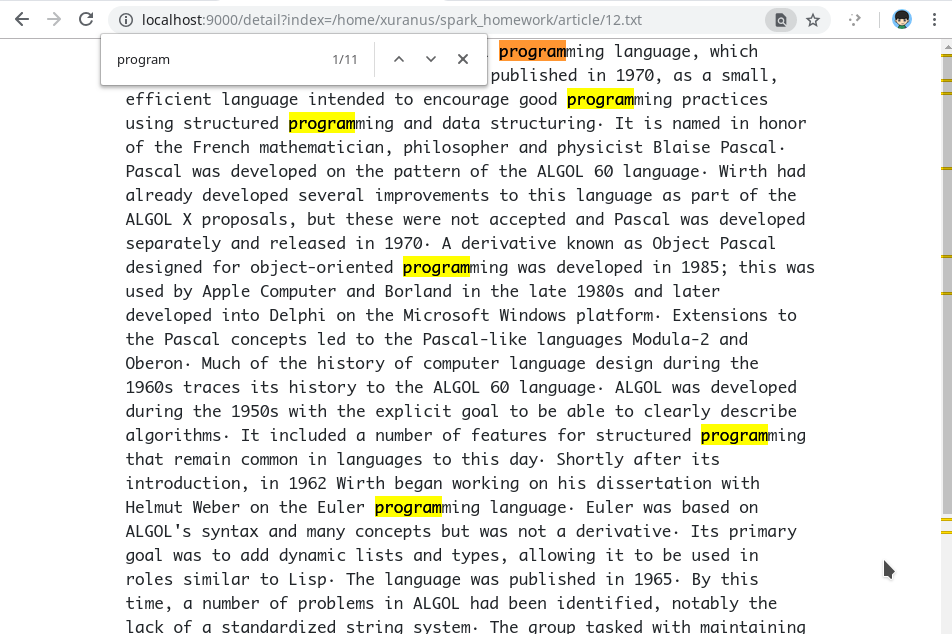 localhost:9000/detail?index=/home/xuranus/spark_homework/article/12.txt
program 1/11
programming language, which
published in 1970, as a small,
efficient language intended to encourage good programming practices
using structured programming and data structuring· It is named in honor
of the French mathematician, philosopher and physicist Blaise Pascal·
Pascal was developed on the pattern of the ALGOL 60 language· Wirth had
already developed several improvements to this language as part of the
ALGOL X proposals, but these were not accepted and Pascal was developed
separately and released in 1970· A derivative known as Object Pascal
designed for object-oriented programming was developed in 1985; this was
used by Apple Computer and Borland in the late 1980s and later
developed into Delphi on the Microsoft Windows platform· Extensions to
the Pascal concepts led to the Pascal-like languages Modula-2 and
Oberon· Much of the history of computer language design during the
1960s traces its history to the ALGOL 60 language· ALGOL was developed
during the 1950s with the explicit goal to be able to clearly describe
algorithms· It included a number of features for structured programming
that remain common in languages to this day· Shortly after its
introduction, in 1962 Wirth began working on his dissertation with
Helmut Weber on the Euler programming language· Euler was based on
ALGOL's syntax and many concepts but was not a derivative· Its primary
goal was to add dynamic lists and types, allowing it to be used in
roles similar to Lisp· The language was published in 1965· By this
time, a number of problems in ALGOL had been identified, notably the
lack of a standardized string system· The group tasked with maintaining